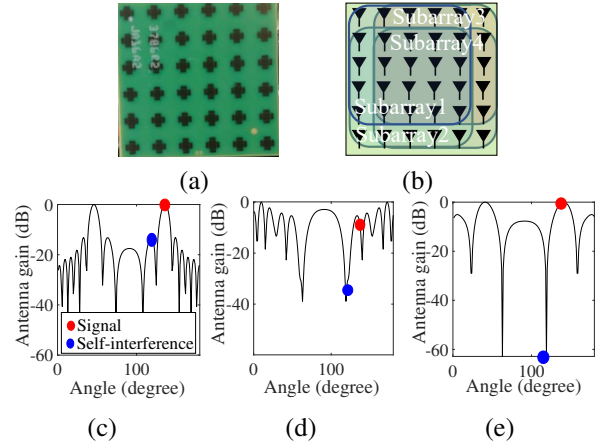 Subarray3
Subarray4
Subarray1
Subarray2
(a)
(b)
Antenna gain (dB)
0
-20
-40
-60
0
100
Angle (degree)
Signal
Self-interference
(c)
Antenna gain (dB)
0
-20
-40
-60
0
100
Angle (degree)
(d)
Antenna gain (dB)
0
-20
-40
-60
0
100
Angle (degree)
(e)